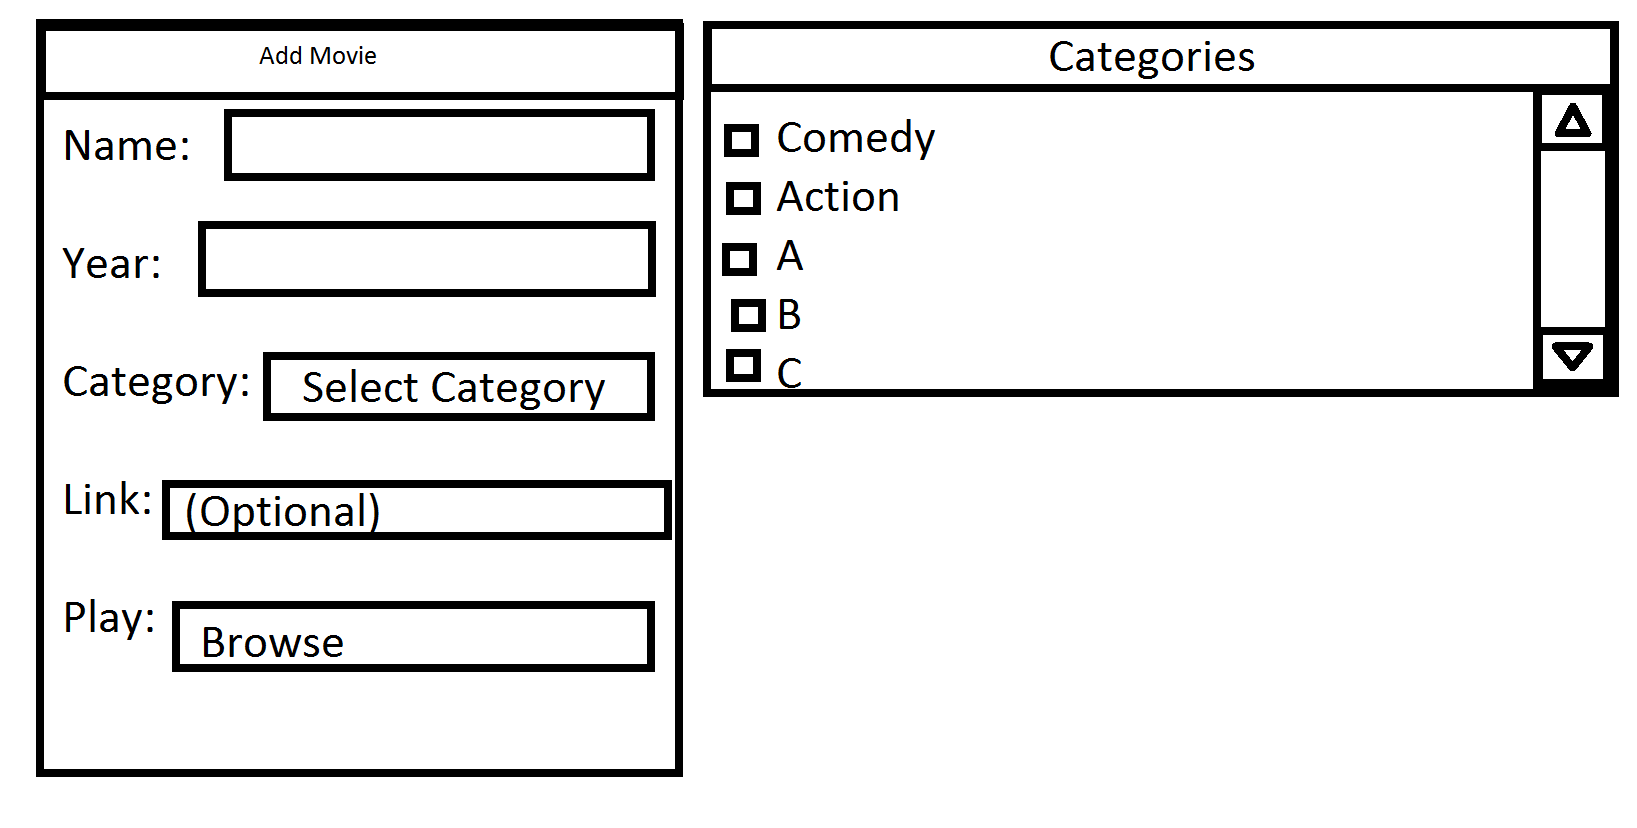 Add Movie
Name:
Year:
Category:
Select Category
Link:
(Optional)
Play:
Browse
Categories
Comedy
Action
A
B
C